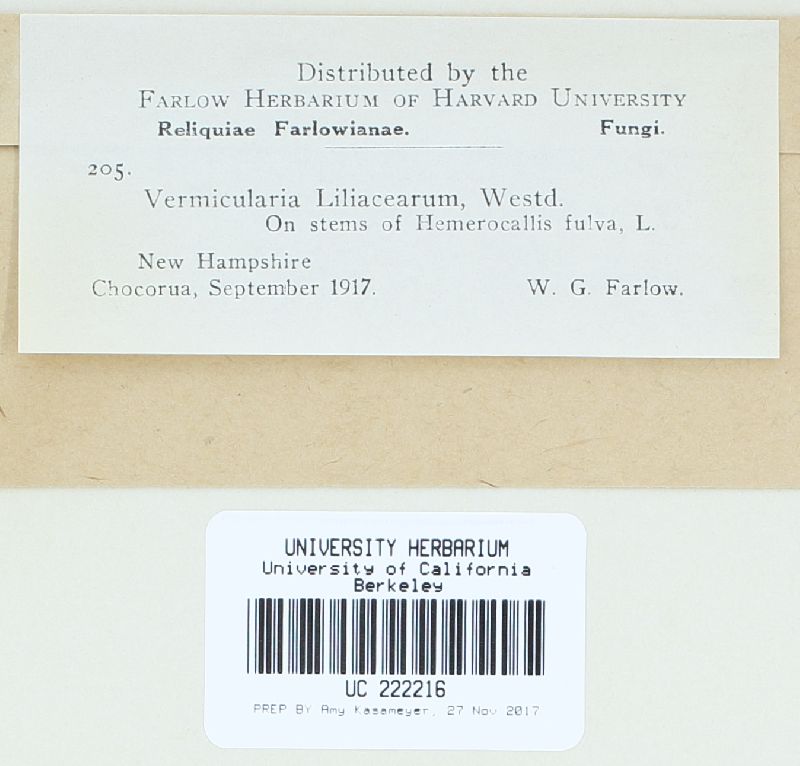 Distributed by the
Farlow Herbarium of Harvard University
Reliquiae Farlowianae. Fungi.
205.
Vermicularia Liliacearum, Westd.
On stems of Hemerocallis fulva, L.
New Hampshire
Chocorua, September 1917. W. G. Farlow.
UNIVERSITY HERBARIUM
University of California
Berkeley
UC 222216
PREP BY Amy Kasameyer, 27 Nov 2017